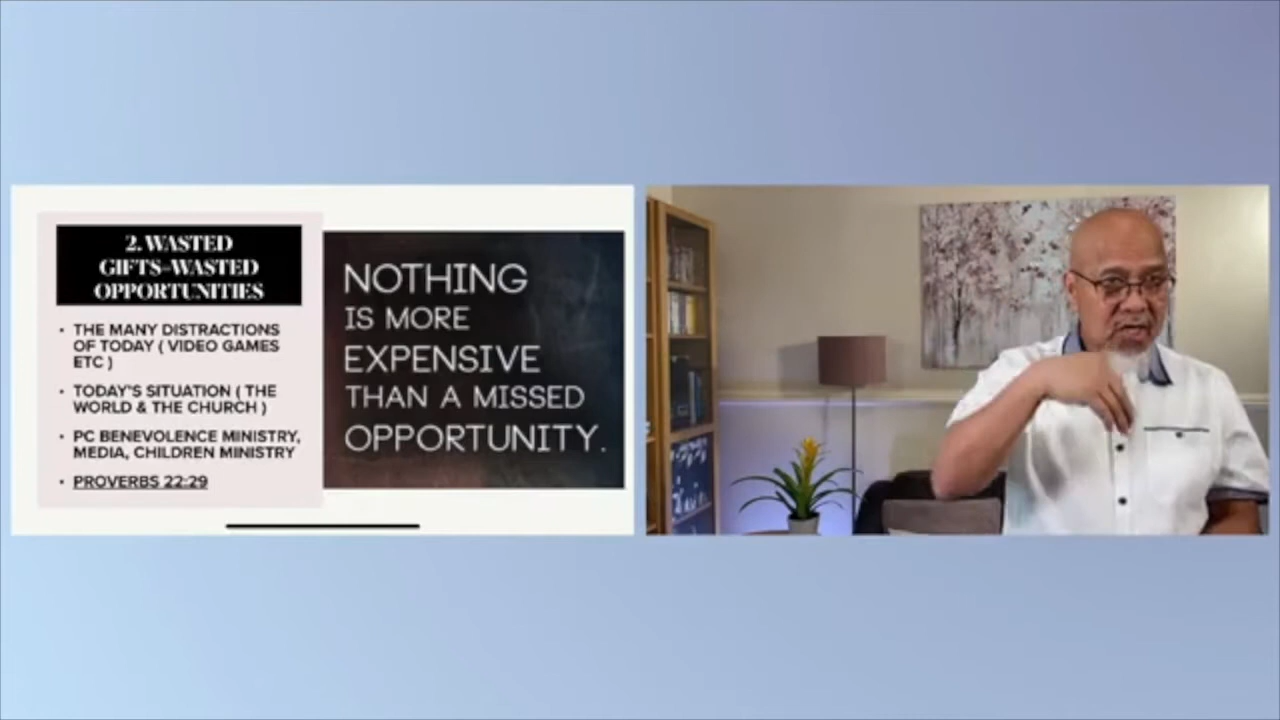 2. WASTED
GIFTS=WASTED
OPPORTUNITIES
• THE MANY DISTRACTIONS
OF TODAY ( VIDEO GAMES
ETC )
• TODAY'S SITUATION ( THE
WORLD & THE CHURCH )
• PC BENEVOLENCE MINISTRY,
MEDIA, CHILDREN MINISTRY
• PROVERBS 22:29
NOTHING
IS MORE
EXPENSIVE
THAN A MISSED
OPPORTUNITY.